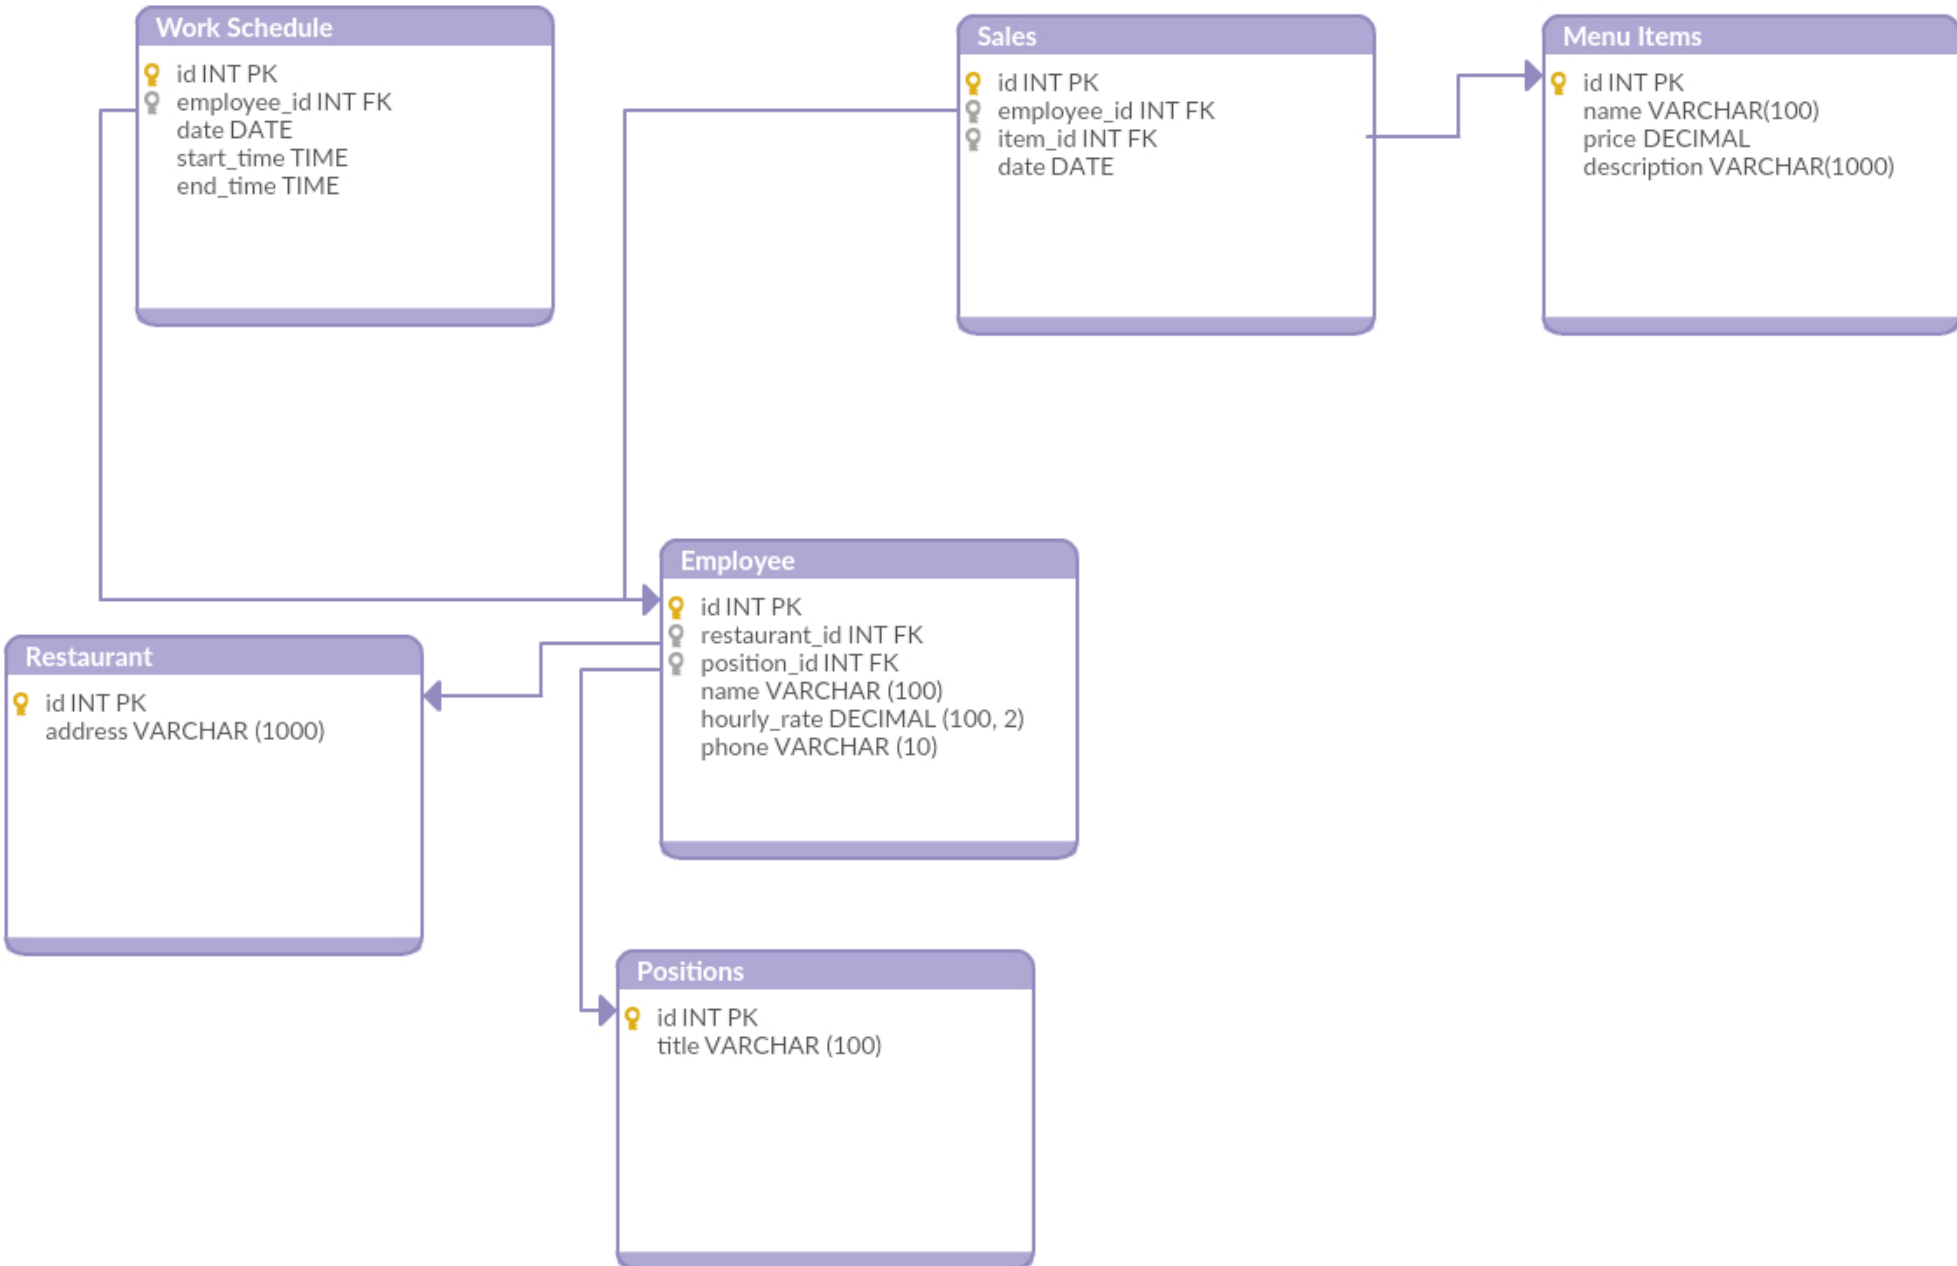 Work Schedule
id INT PK
employee_id INT FK
date DATE
start_time TIME
end_time TIME
Sales
id INT PK
employee_id INT FK
item_id INT FK
date DATE
Menu Items
id INT PK
name VARCHAR(100)
price DECIMAL
description VARCHAR(1000)
Employee
id INT PK
restaurant_id INT FK
position_id INT FK
name VARCHAR (100)
hourly_rate DECIMAL (100, 2)
phone VARCHAR (10)
Restaurant
id INT PK
address VARCHAR (1000)
Positions
id INT PK
title VARCHAR (100)